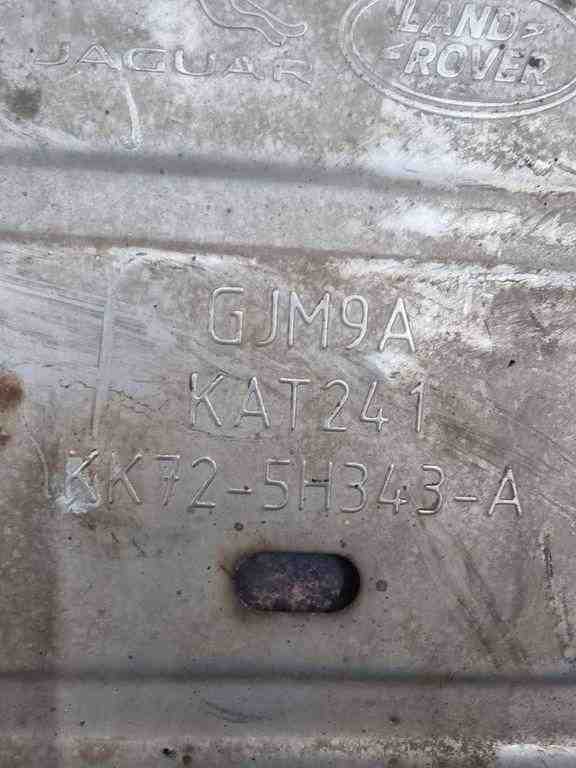 JAGUAR
LAND
ROVER
GJM9A
KAT241
KK72-5H343-A